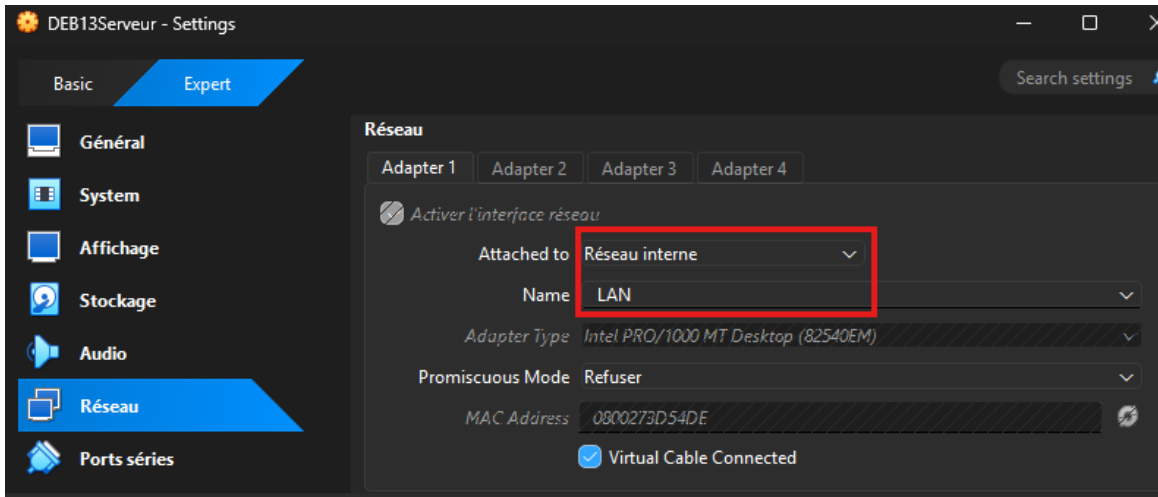 DEB13Serveur - Settings
Basic Expert Search settings
Général
System
Affichage
Stockage
Audio
Réseau
Ports séries
Réseau
Adapter 1 Adapter 2 Adapter 3 Adapter 4
Activer l'interface réseau
Attached to Réseau interne
Name LAN
Adapter Type Intel PRO/1000 MT Desktop (82540EM)
Promiscuous Mode Refuser
MAC Address 0800273D54DE
Virtual Cable Connected